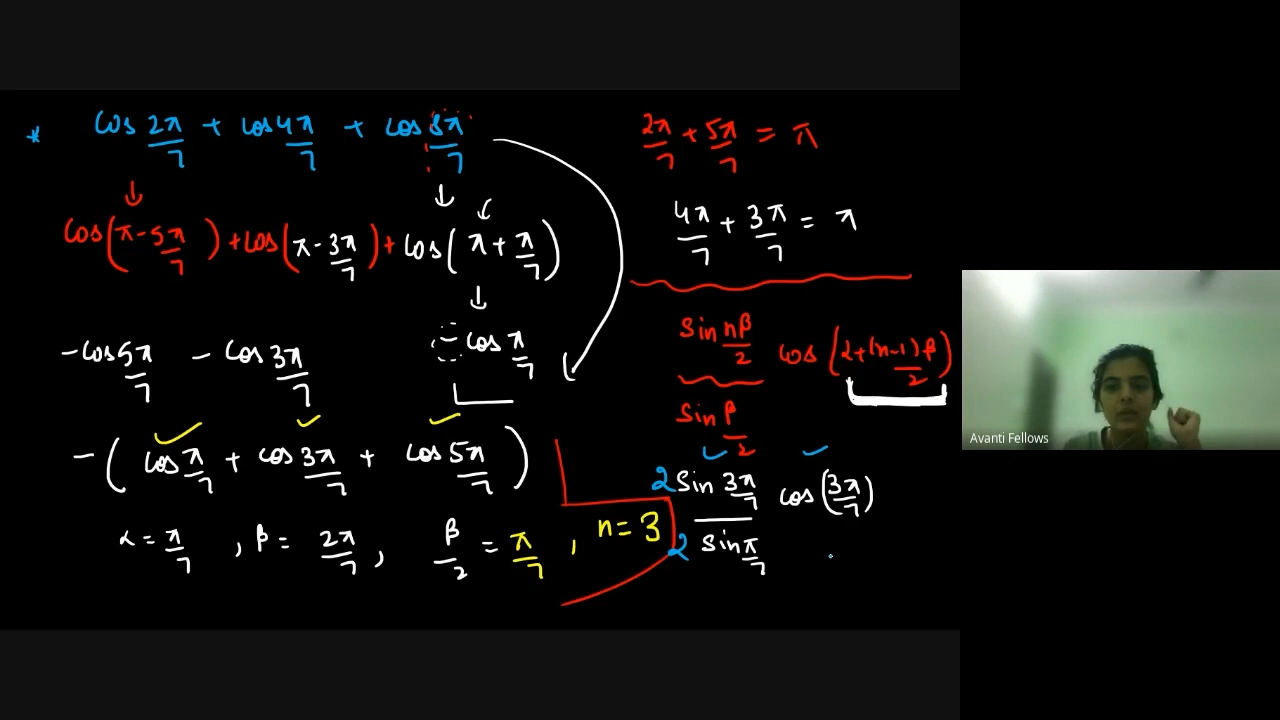 * cos 2π/7 + cos 4π/7 + cos 8π/7
cos(π - 5π/7) + cos(π - 3π/7) + cos(π + π/7)
- cos 5π/7 - cos 3π/7 - cos π/7
- (cos π/7 + cos 3π/7 + cos 5π/7)
α = π/7, β = 2π/7, β/2 = π/7, n = 3
2π/7 + 5π/7 = π
4π/7 + 3π/7 = π
sin nβ/2 / sin β/2 cos(2+(n-1)β/2)
2 sin 3π/7 / 2 sin π/7 cos(3π/7)
Avanti Fellows